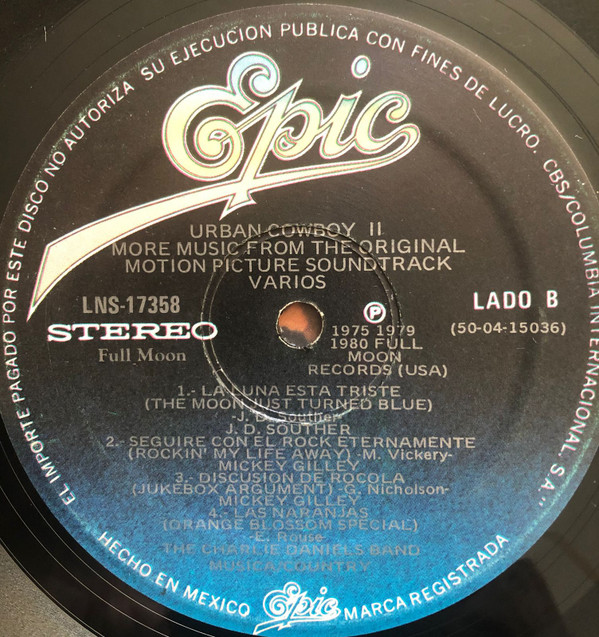 "EL IMPORTE PAGADO POR ESTE DISCO NO AUTORIZA SU EJECUCION PUBLICA CON FINES DE LUCRO. CBS/COLUMBIA INTERNACIONAL, S.A."
Epic
URBAN COWBOY II
MORE MUSIC FROM THE ORIGINAL
MOTION PICTURE SOUNDTRACK
VARIOS
LNS-17358
STEREO
Full Moon
P
1975 1979
1980 FULL
MOON
RECORDS (USA)
LADO B
(50-04-15036)
1.- LA LUNA ESTA TRISTE
(THE MOON JUST TURNED BLUE)
-J. D. Souther-
J. D. SOUTHER
2.- SEGUIRE CON EL ROCK ETERNAMENTE
(ROCKIN' MY LIFE AWAY) -M. Vickery-
MICKEY GILLEY
3.- DISCUSION DE ROCOLA
(JUKEBOX ARGUMENT) -G. Nicholson-
MICKEY GILLEY
4.- LAS NARANJAS
(ORANGE BLOSSOM SPECIAL)
-E. Rouse-
THE CHARLIE DANIELS BAND
MUSICA/COUNTRY
HECHO EN MEXICO
Epic
MARCA REGISTRADA